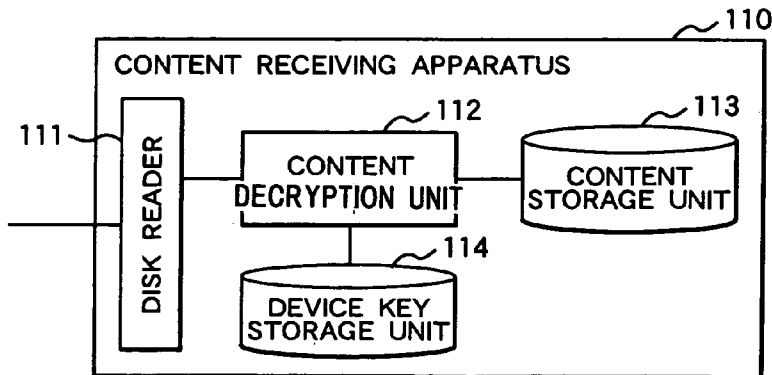 110
CONTENT RECEIVING APPARATUS
111
DISK READER
112
CONTENT
DECRYPTION UNIT
113
CONTENT
STORAGE UNIT
114
DEVICE KEY
STORAGE UNIT